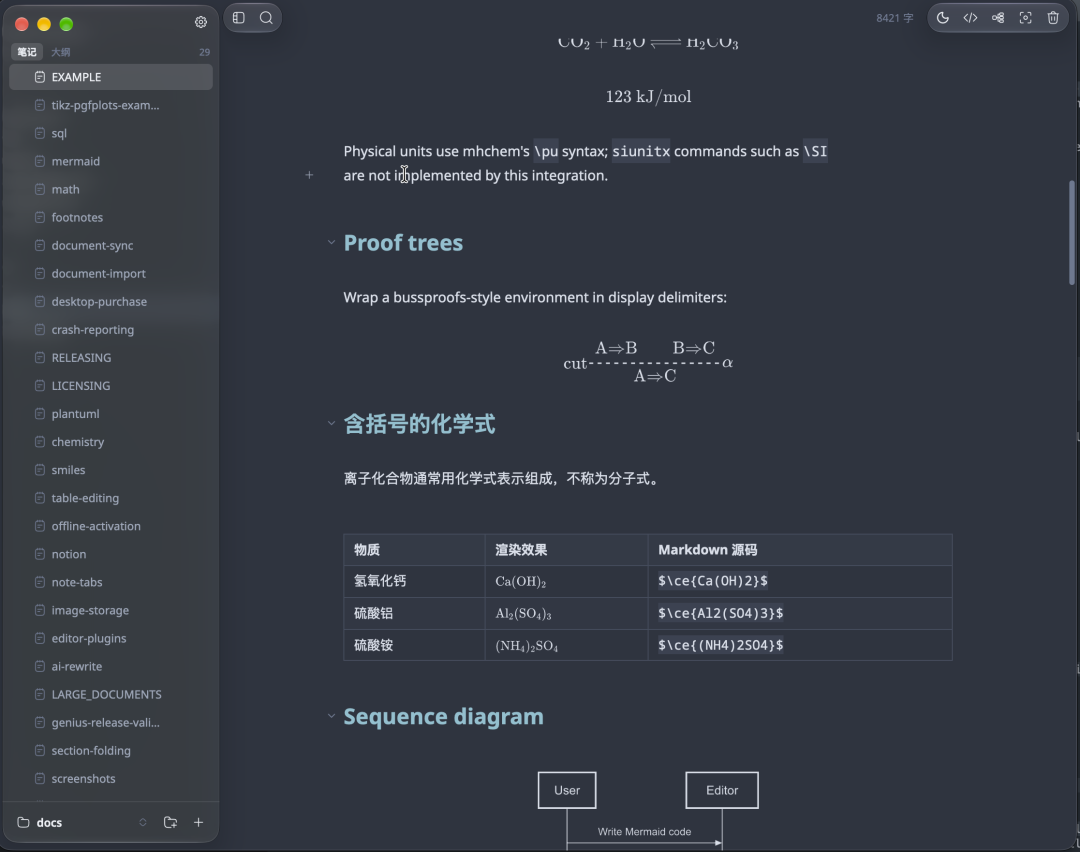 8421 字
笔记 大纲 29
EXAMPLE
tikz-pgfplots-exam...
sql
mermaid
math
footnotes
document-sync
document-import
desktop-purchase
crash-reporting
RELEASING
LICENSING
plantuml
chemistry
smiles
table-editing
offline-activation
notion
note-tabs
image-storage
editor-plugins
ai-rewrite
LARGE_DOCUMENTS
genius-release-vali...
section-folding
screenshots
docs
CO₂ + H₂O ⇌ H₂CO₃
123 kJ/mol
Physical units use mhchem's \pu syntax; siunitx commands such as \SI
are not implemented by this integration.
Proof trees
Wrap a bussproofs-style environment in display delimiters:
A⇒B B⇒C
cut α
A⇒C
含括号的化学式
离子化合物通常用化学式表示组成，不称为分子式。
物质 渲染效果 Markdown 源码
氢氧化钙 Ca(OH)₂ $\ce{Ca(OH)2}$
硫酸铝 Al₂(SO₄)₃ $\ce{Al2(SO4)3}$
硫酸铵 (NH₄)₂SO₄ $\ce{(NH4)2SO4}$
Sequence diagram
User Editor
Write Mermaid code